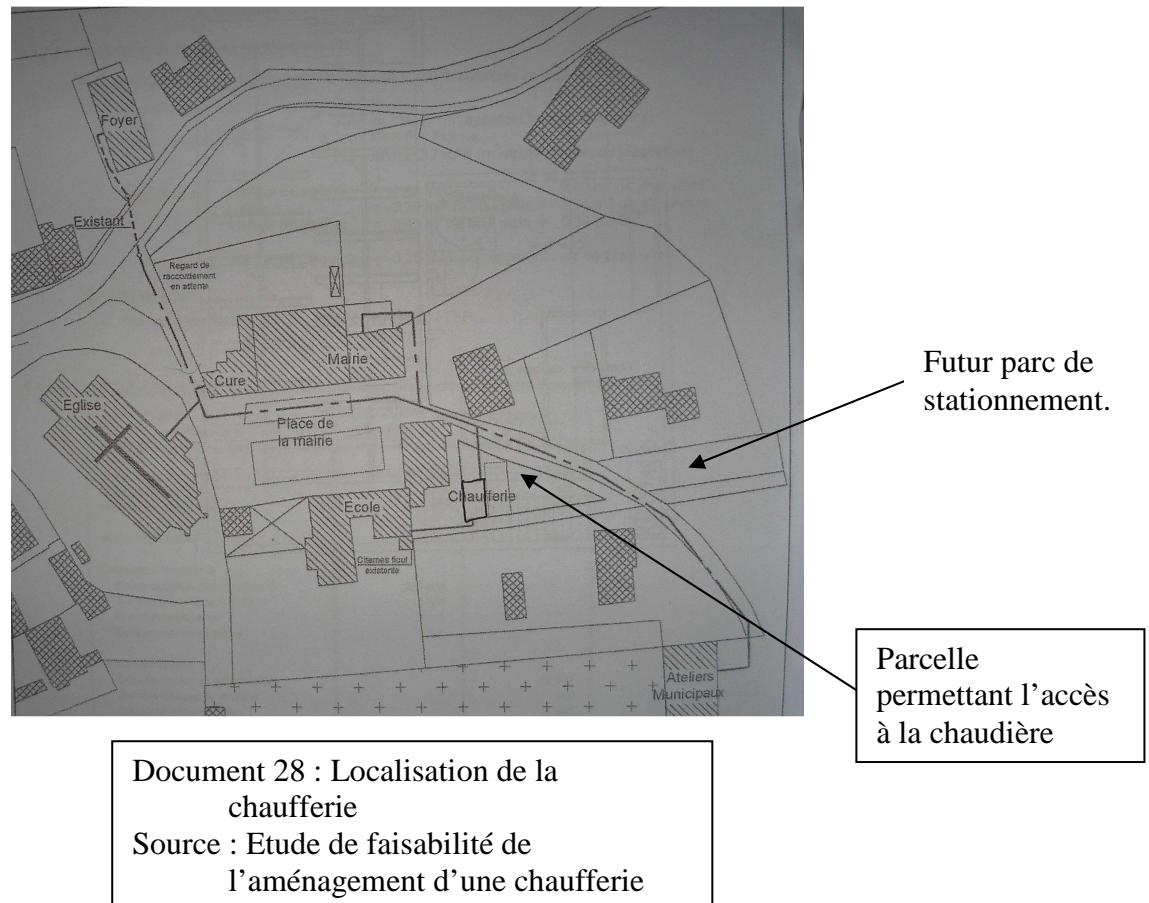 Foyer
Existant
Regard de
raccordement
en attente
Mairie
Cure
Eglise
Place de
la mairie
Chaufferie
Ecole
Citernes fioul
existente
Ateliers
Municipaux
Futur parc de
stationnement.
Parcelle
permettant l’accès
à la chaudière
Document 28 : Localisation de la
chaufferie
Source : Etude de faisabilité de
l’aménagement d’une chaufferie